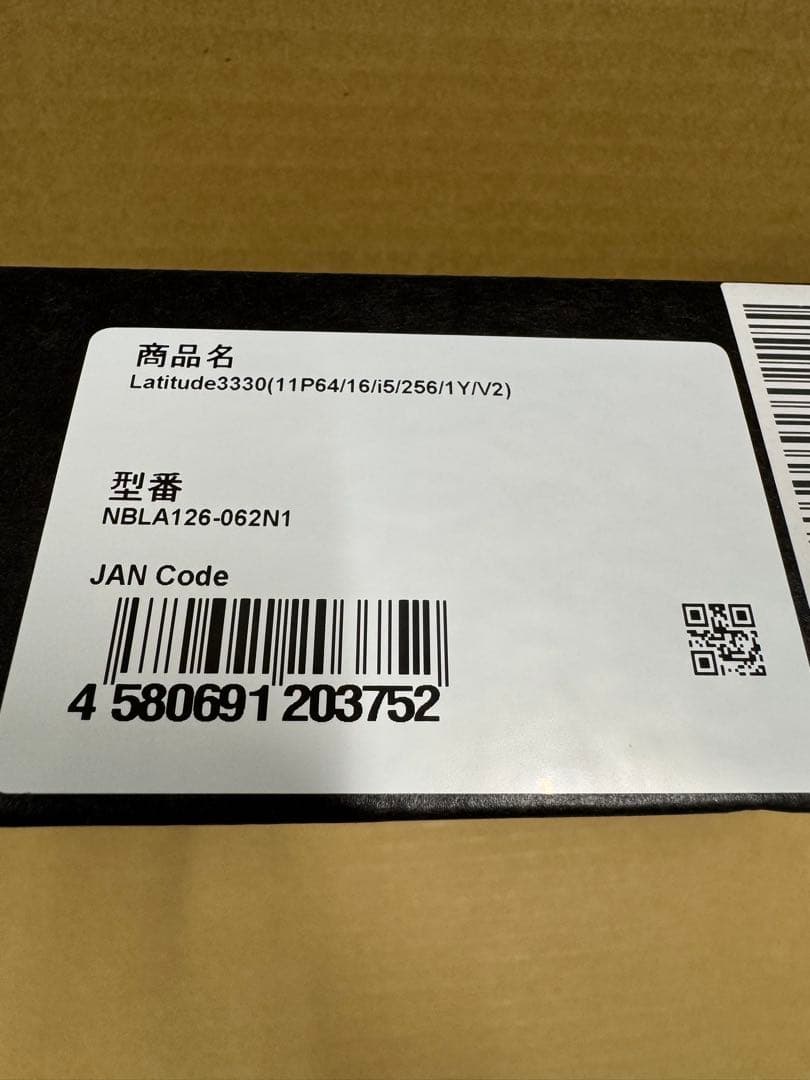 商品名
Latitude3330(11P64/16/i5/256/1Y/V2)
型番
NBLA126-062N1
JAN Code
4 580691 203752